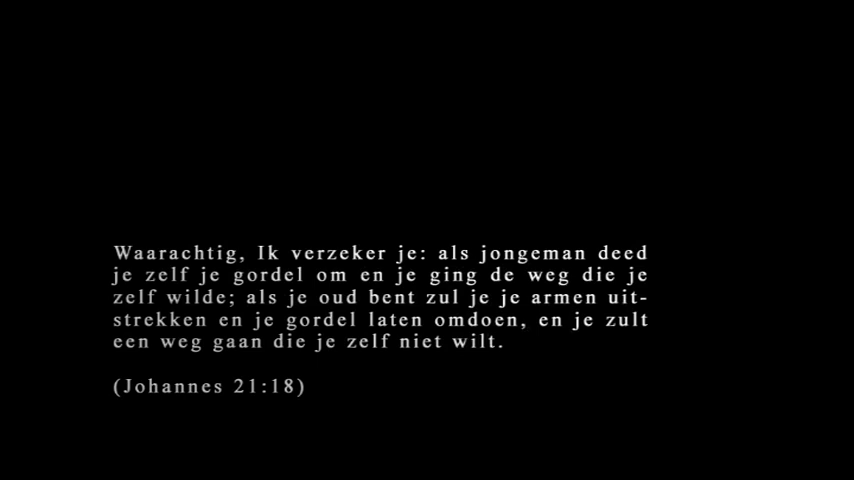 Waarachtig, Ik verzeker je: als jongeman deed
je zelf je gordel om en je ging de weg die je
zelf wilde; als je oud bent zul je je armen uit-
strekken en je gordel laten omdoen, en je zult
een weg gaan die je zelf niet wilt.
(Johannes 21:18)